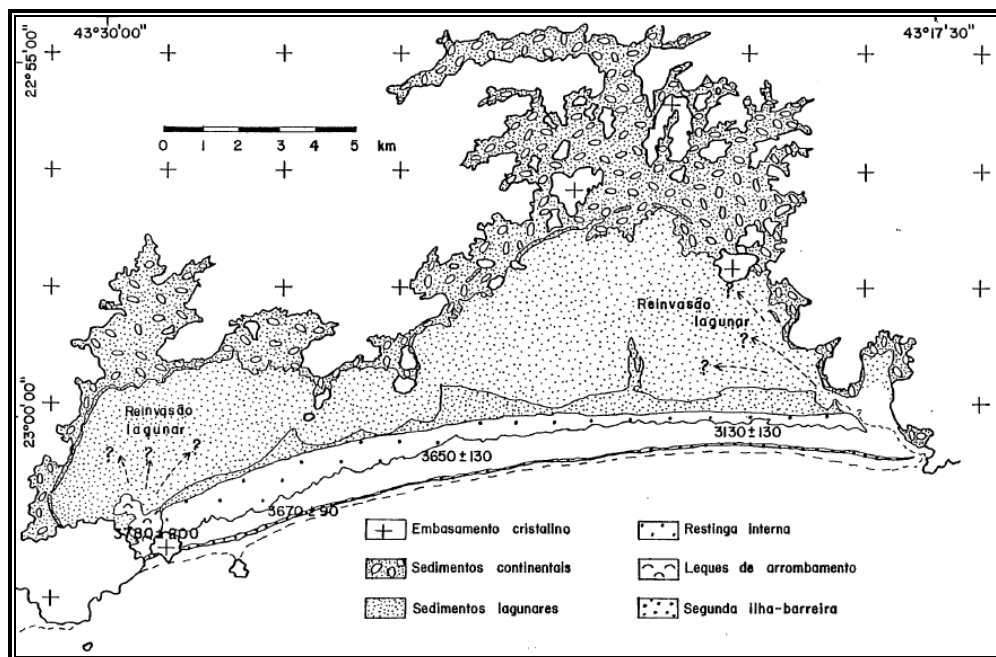 43°30'00"
43°17'30"
22°55'00"
0 1 2 3 4 5 km
Reinvasão
lagunar
?
?
?
23°00'00"
Reinvasão
lagunar
?
?
?
?
3130±130
3650±130
3670±90
3780±200
Embasamento cristalino
Restinga interna
Sedimentos continentais
Leques de arrombamento
Sedimentos lagunares
Segunda ilha-barreira